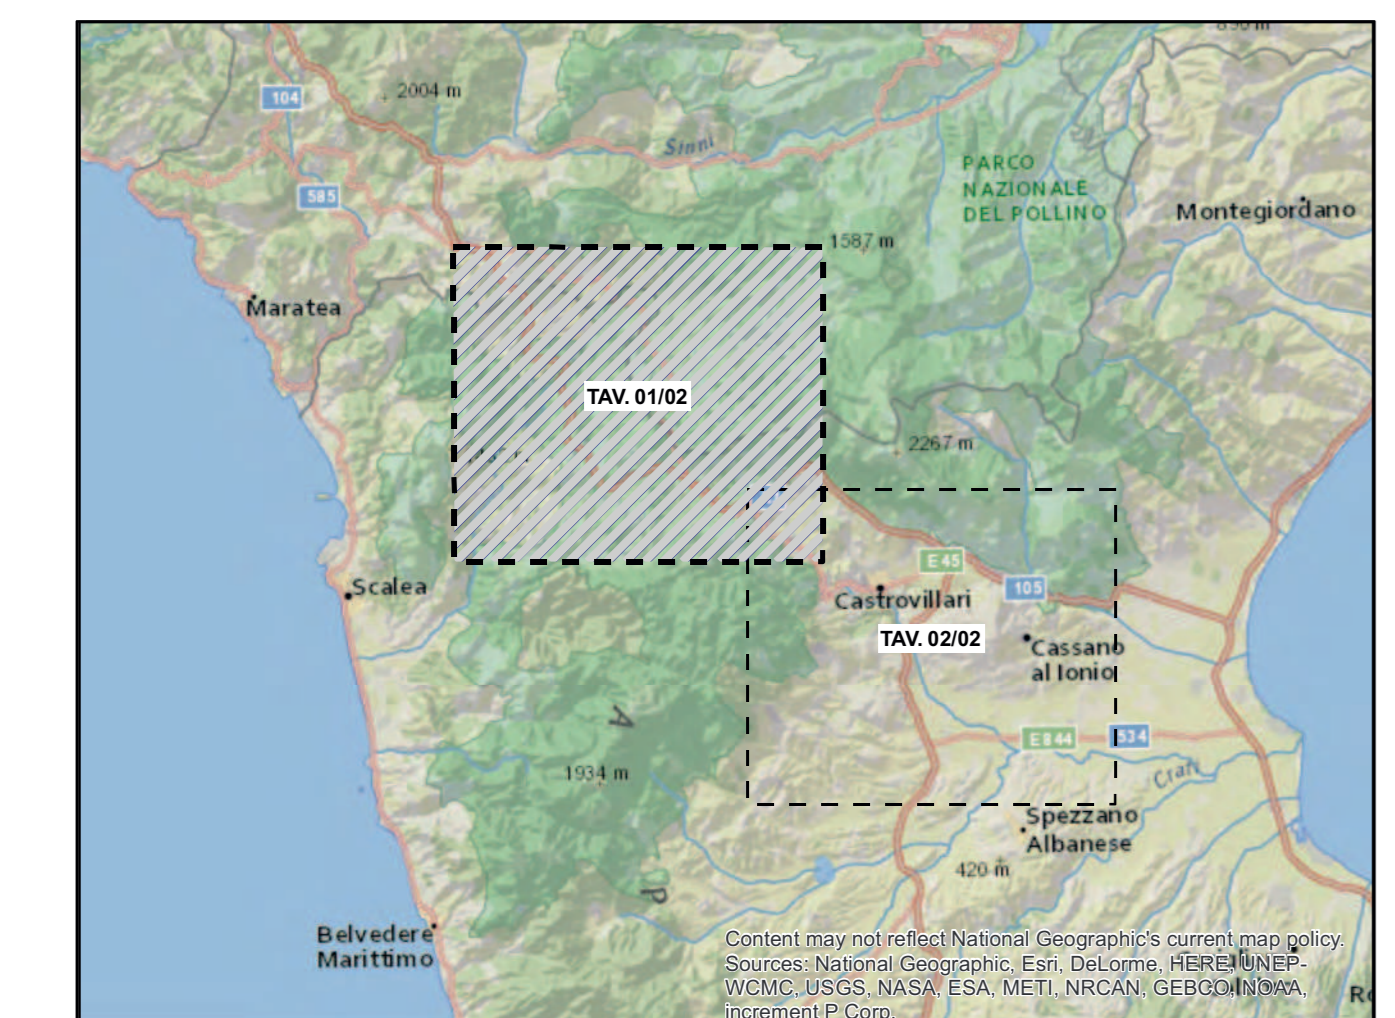 104
2004 m
Sinni
585
PARCO
NAZIONALE
DEL POLLINO
Montegiordano
1587 m
Maratea
TAV. 01/02
2267 m
E 45
105
Scalea
Castrovillari
TAV. 02/02
Cassano
al Ionio
A
E 844
534
1934 m
Crati
Spezzano
Albanese
420 m
P
Belvedere
Marittimo
Content may not reflect National Geographic's current map policy.
Sources: National Geographic, Esri, DeLorme, HERE, UNEP-
WCMC, USGS, NASA, ESA, METI, NRCAN, GEBCO, NOAA,
increment P Corp.